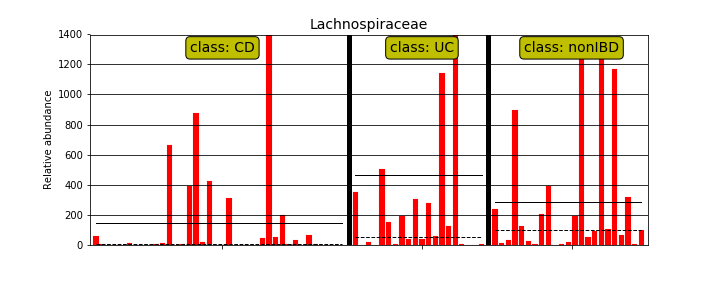 Lachnospiraceae
class: CD
class: UC
class: nonIBD
Relative abundance
1400
1200
1000
800
600
400
200
0